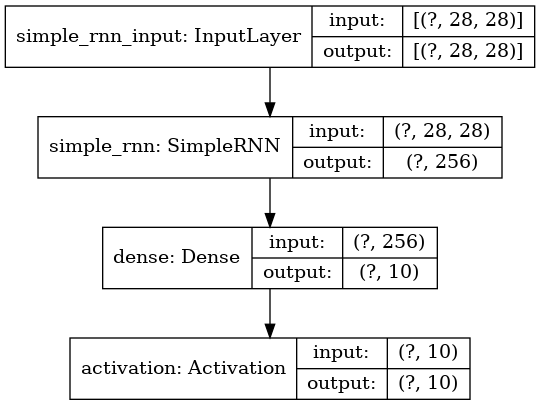 simple_rnn_input: InputLayer input: [(?, 28, 28)]
output: [(?, 28, 28)]
simple_rnn: SimpleRNN input: (?, 28, 28)
output: (?, 256)
dense: Dense input: (?, 256)
output: (?, 10)
activation: Activation input: (?, 10)
output: (?, 10)